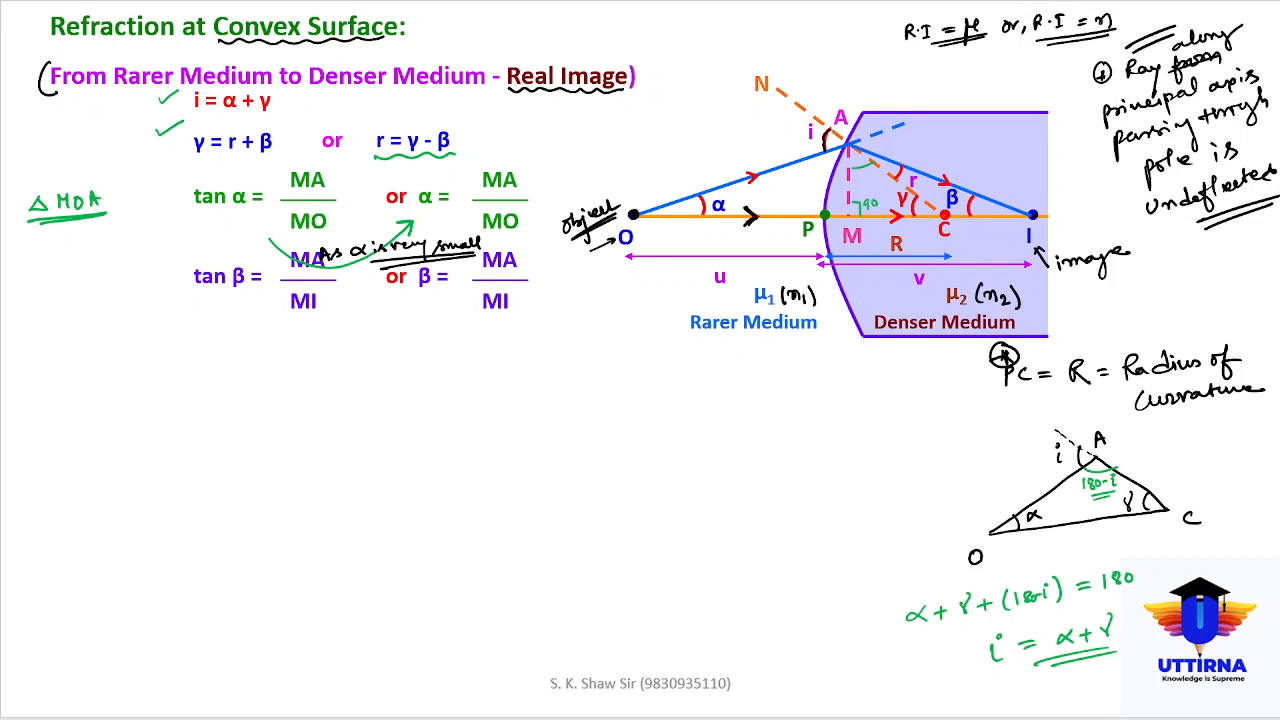 Refraction at Convex Surface:
(From Rarer Medium to Denser Medium - Real Image)
i = α + γ
γ = r + β or r = γ - β
tan α = MA / MO or α = MA / MO
Δ MOA
As α is very small
tan β = MA / MI or β = MA / MI
R.I = μ or, R.I = n
along
Ray
principal axis
passing through
pole is
undeflected
N
A
i
r
α
γ
β
90
object
O
P
M
C
I
R
u
v
image
μ1 (n1)
μ2 (n2)
Rarer Medium
Denser Medium
PC = R = Radius of
Curvature
i
A
180-i
α
γ
O
C
α + γ + (180-i) = 180
i = α + γ
U
UTTIRNA
Knowledge is Supreme
S. K. Shaw Sir (9830935110)